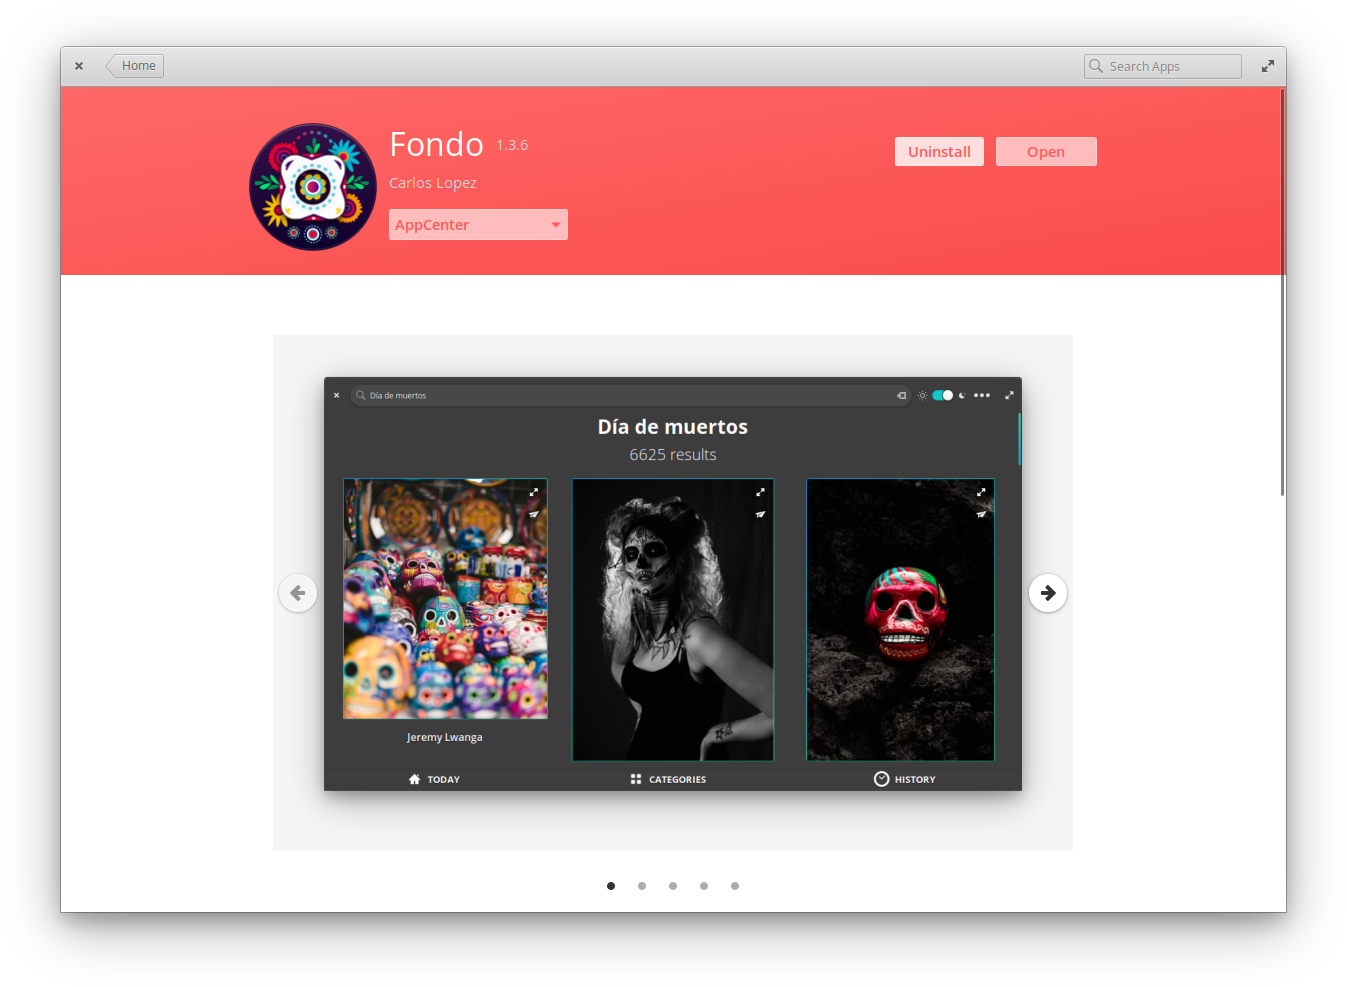 Home
Search Apps
Fondo 1.3.6
Uninstall
Open
Carlos Lopez
AppCenter
Día de muertos
Día de muertos
6625 results
Jeremy Lwanga
TODAY
CATEGORIES
HISTORY